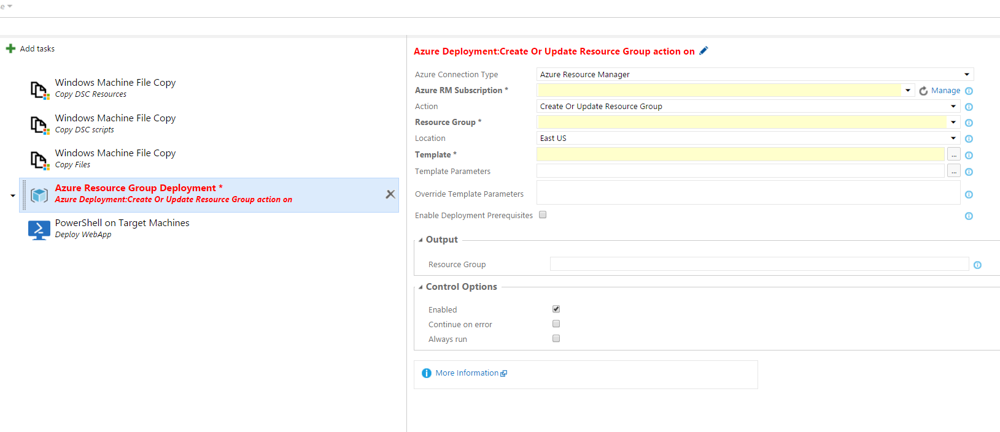 se
Add tasks
Windows Machine File Copy
Copy DSC Resources
Windows Machine File Copy
Copy DSC scripts
Windows Machine File Copy
Copy Files
Azure Resource Group Deployment *
Azure Deployment:Create Or Update Resource Group action on
PowerShell on Target Machines
Deploy WebApp
Azure Deployment:Create Or Update Resource Group action on
Azure Connection Type Azure Resource Manager
Azure RM Subscription * Manage
Action Create Or Update Resource Group
Resource Group *
Location East US
Template * ...
Template Parameters ...
Override Template Parameters
Enable Deployment Prerequisites
Output
Resource Group
Control Options
Enabled
Continue on error
Always run
More Information